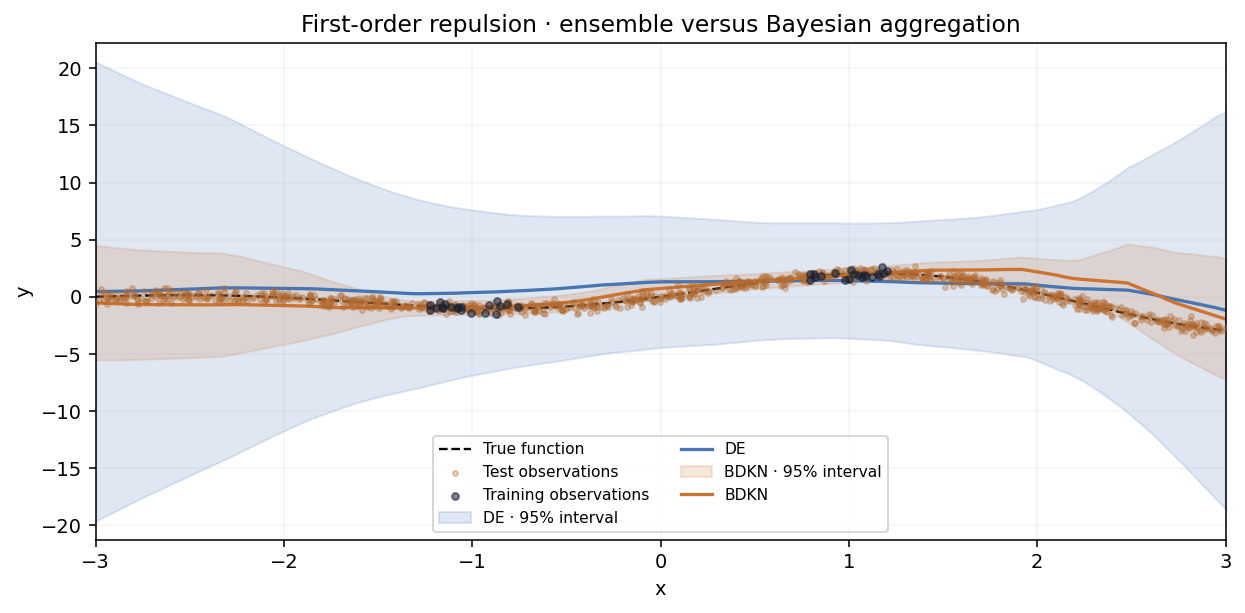 First-order repulsion · ensemble versus Bayesian aggregation
20
15
10
5
0
−5
−10
−15
−20
y
True function
Test observations
Training observations
DE · 95% interval
DE
BDKN · 95% interval
BDKN
−3
−2
−1
0
1
2
3
x